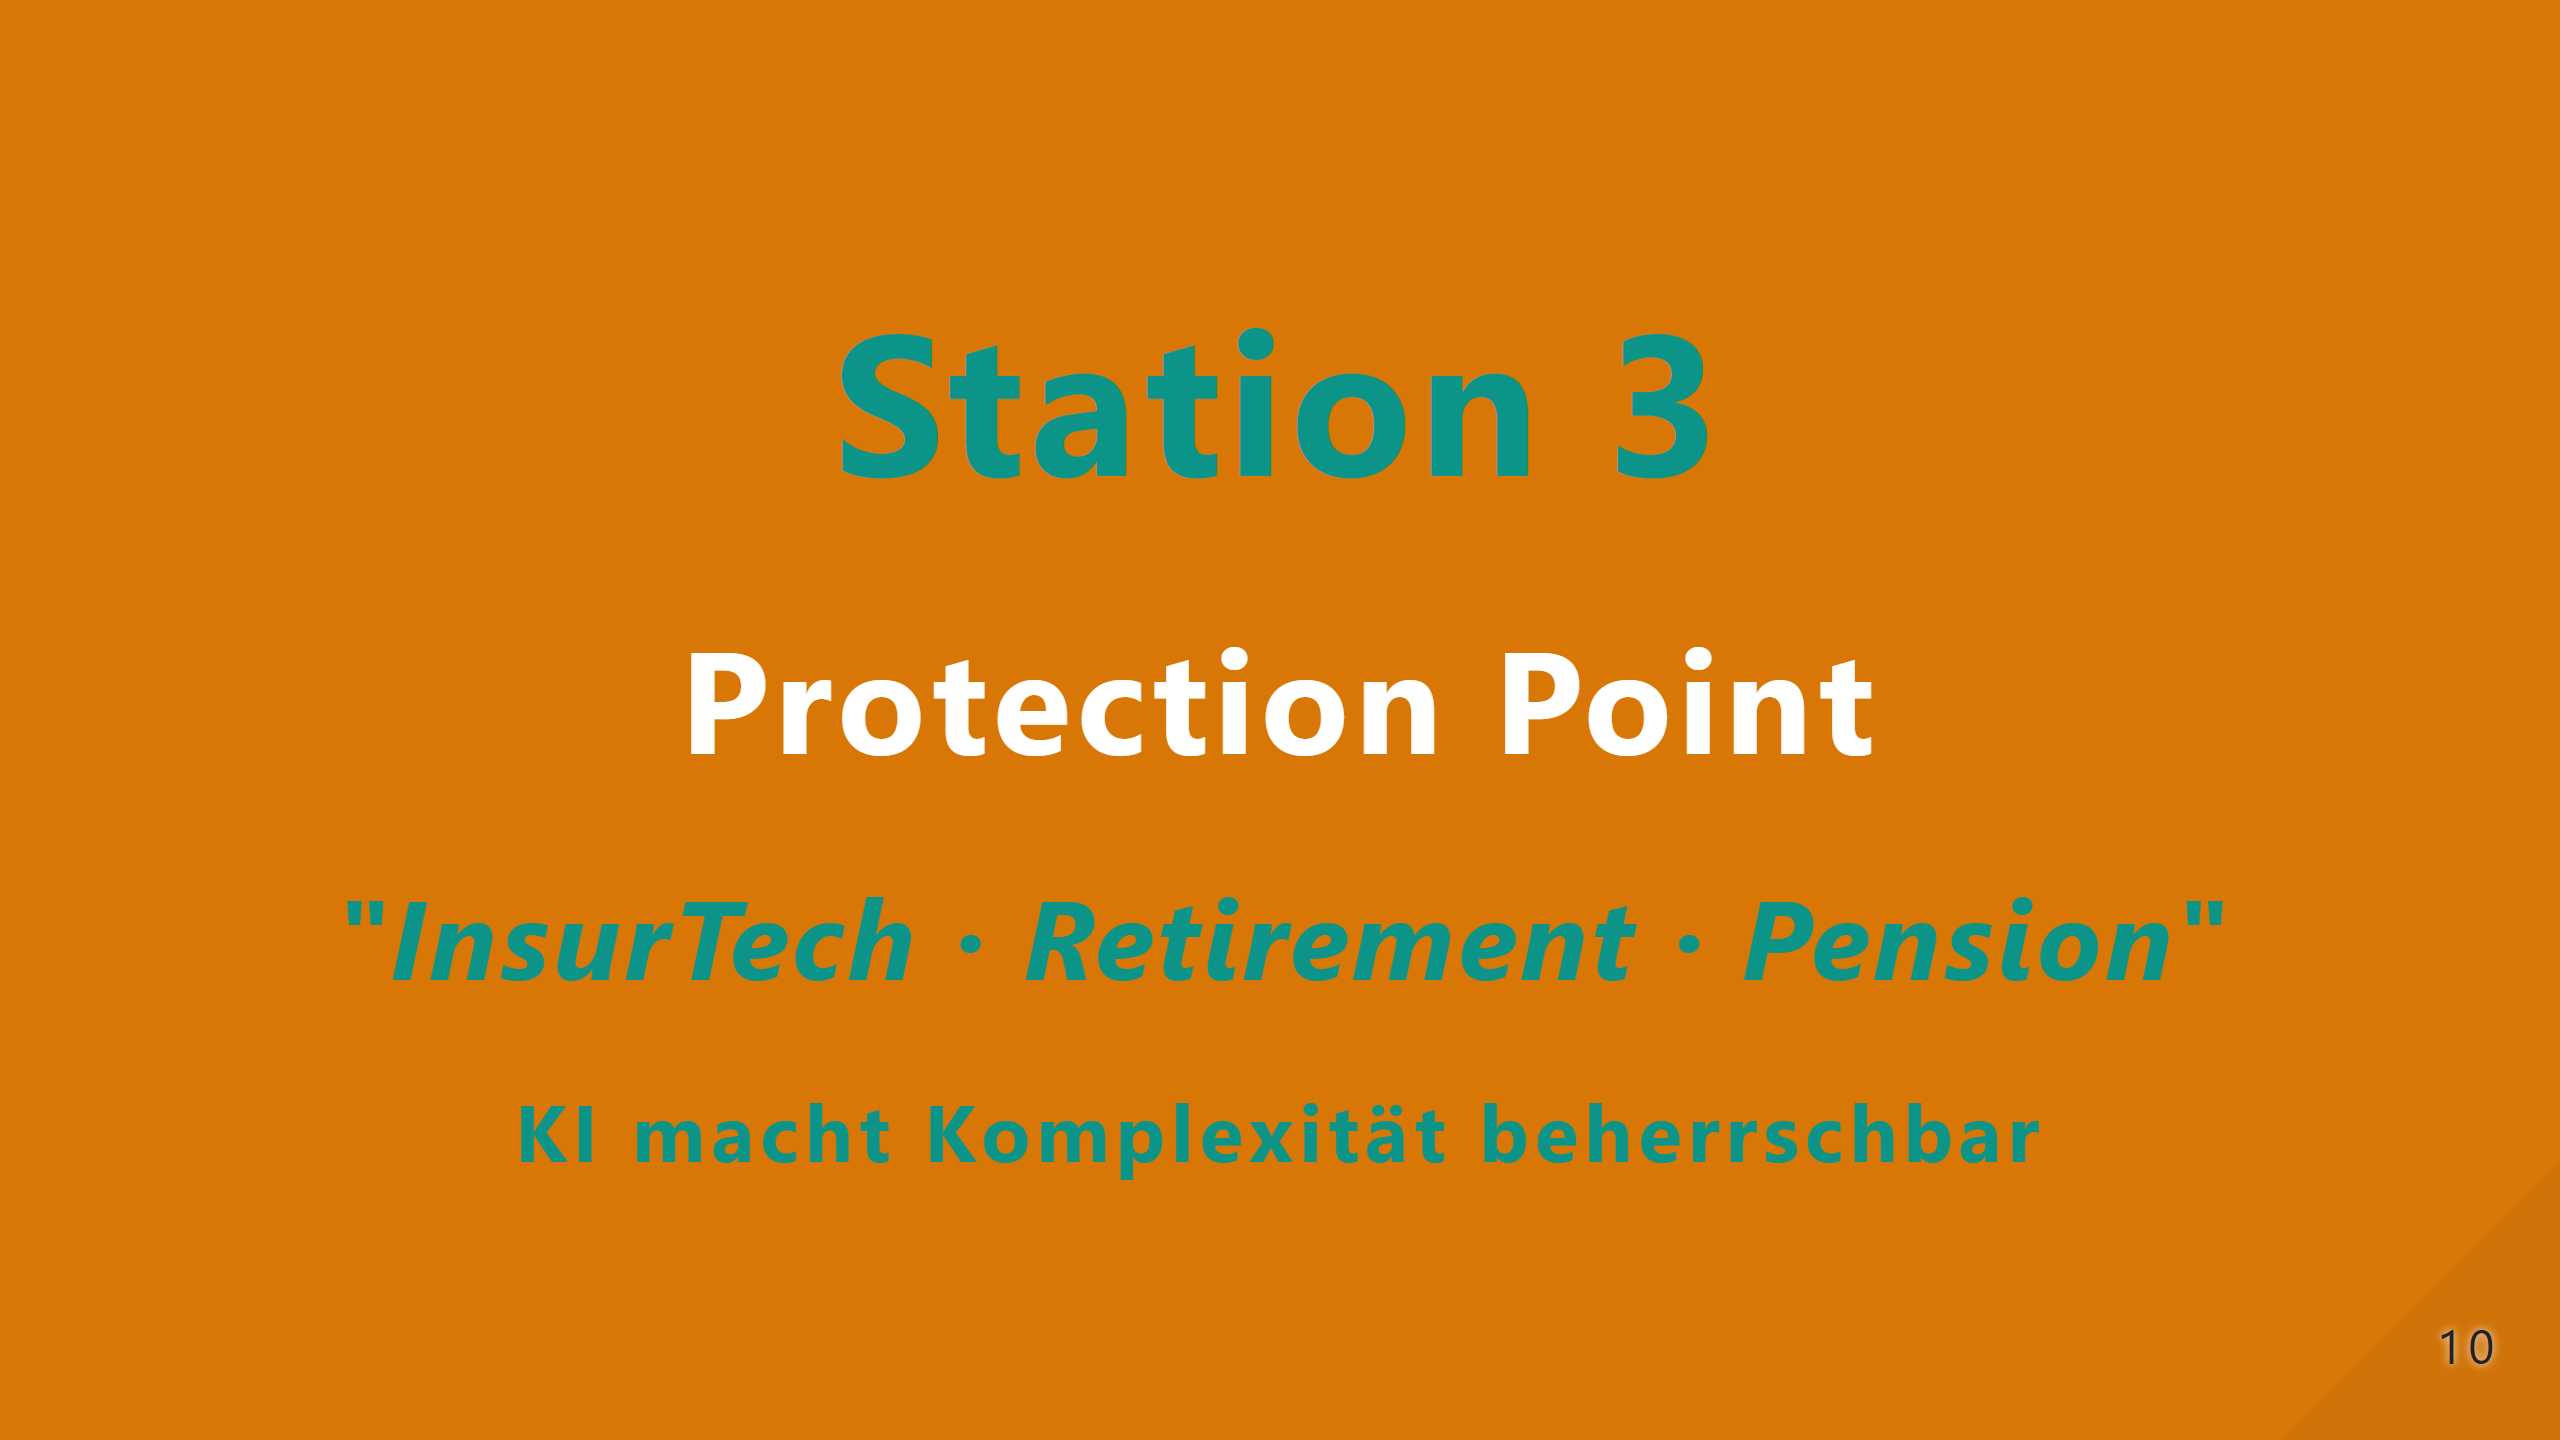 Station 3
Protection Point
"InsurTech · Retirement · Pension"
KI macht Komplexität beherrschbar
10